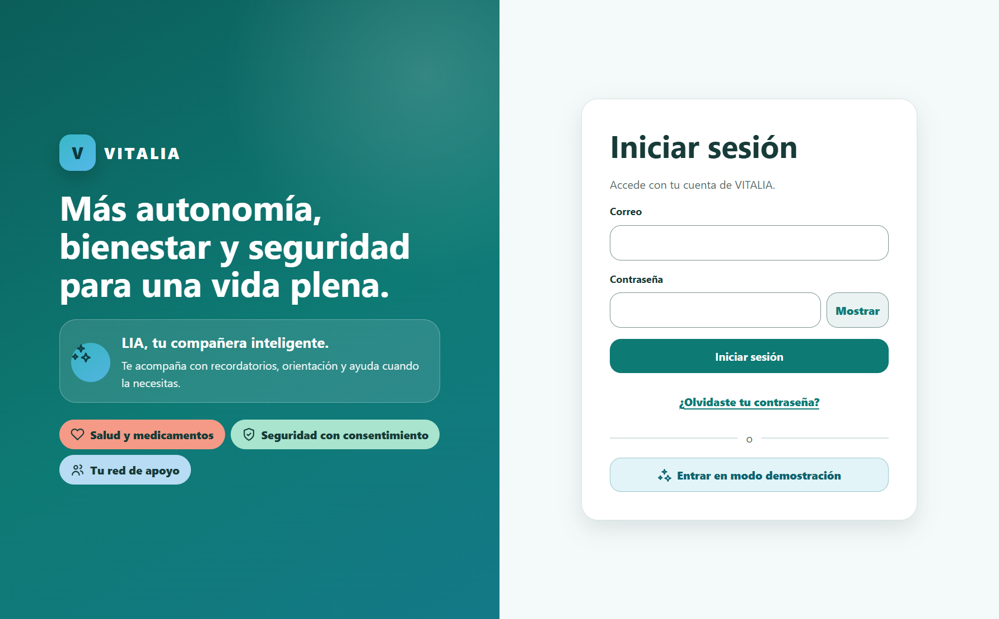 V
VITALIA
Más autonomía,
bienestar y seguridad
para una vida plena.
LIA, tu compañera inteligente.
Te acompaña con recordatorios, orientación y ayuda cuando
la necesitas.
Salud y medicamentos
Seguridad con consentimiento
Tu red de apoyo
Iniciar sesión
Accede con tu cuenta de VITALIA.
Correo
Contraseña
Mostrar
Iniciar sesión
¿Olvidaste tu contraseña?
o
Entrar en modo demostración